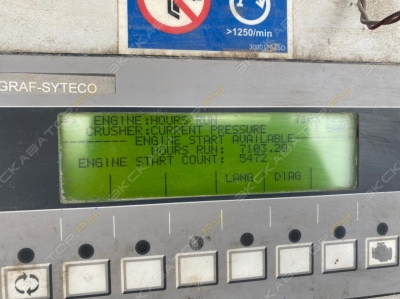 >1250/min
GRAF-SYTECO
ENGINE:HOURS RUN
CRUSHER:CURRENT PRESSURE
ENGINE START AVAILABLE
HOURS RUN: 7103.20
ENGINE START COUNT: 5472
LANG DIAG